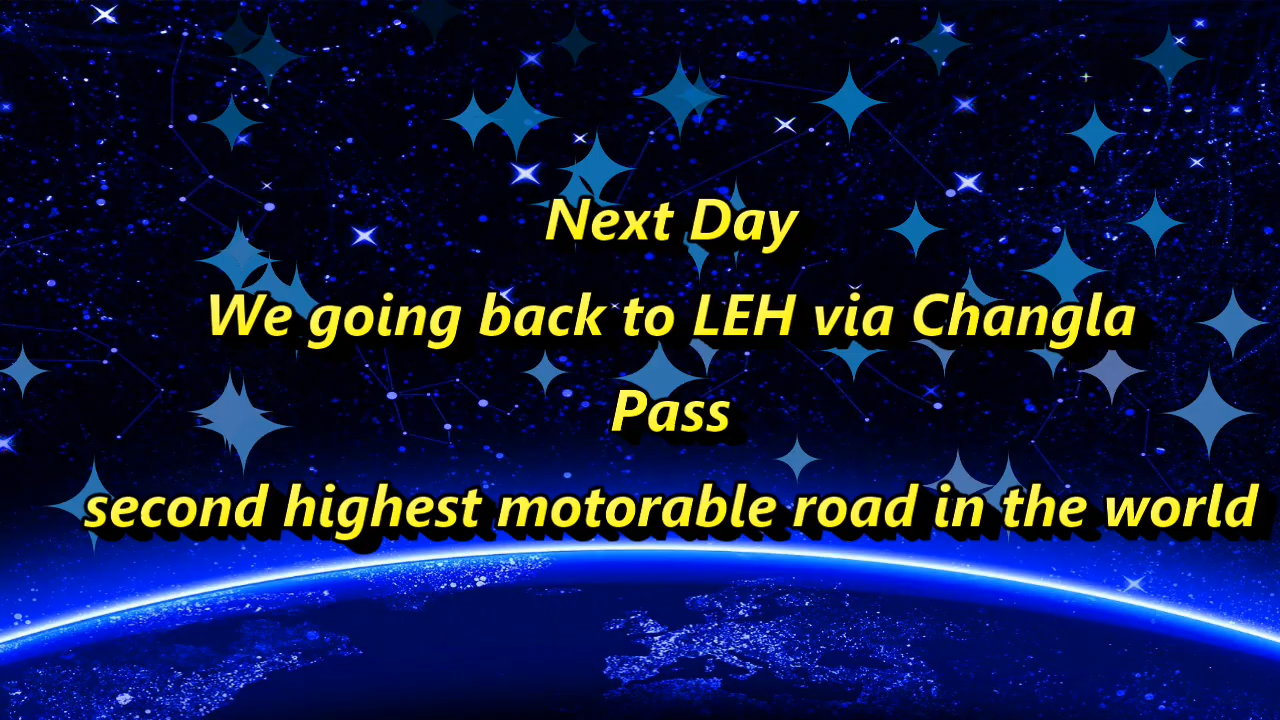 Next Day
We going back to LEH via Changla
Pass
second highest motorable road in the world